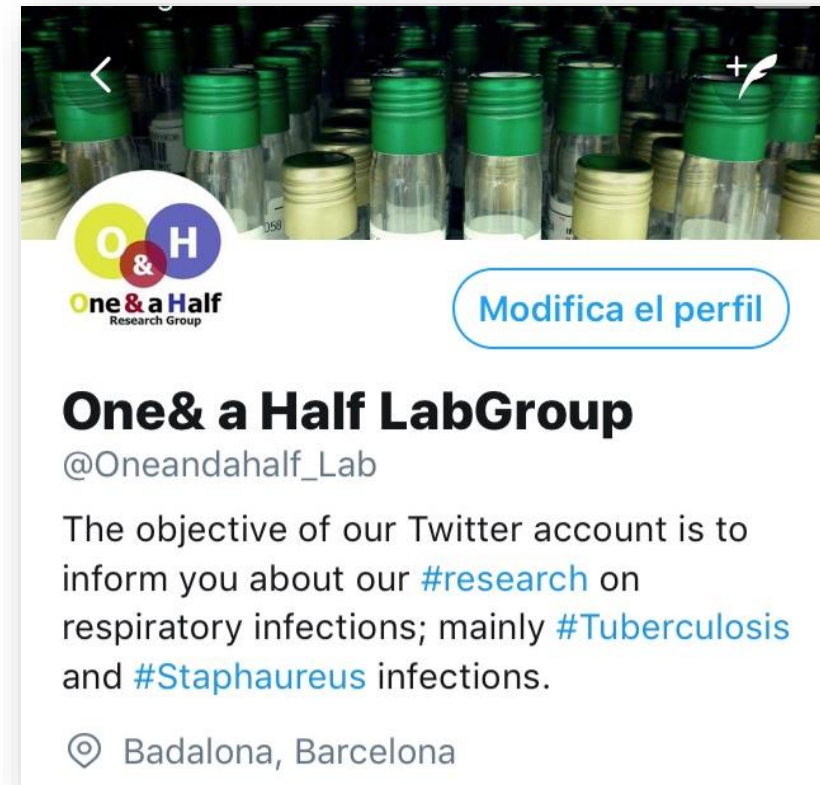 058
O & H
One & a Half
Research Group
Modifica el perfil
One& a Half LabGroup
@Oneandahalf_Lab
The objective of our Twitter account is to
inform you about our #research on
respiratory infections; mainly #Tuberculosis
and #Staphaureus infections.
Badalona, Barcelona